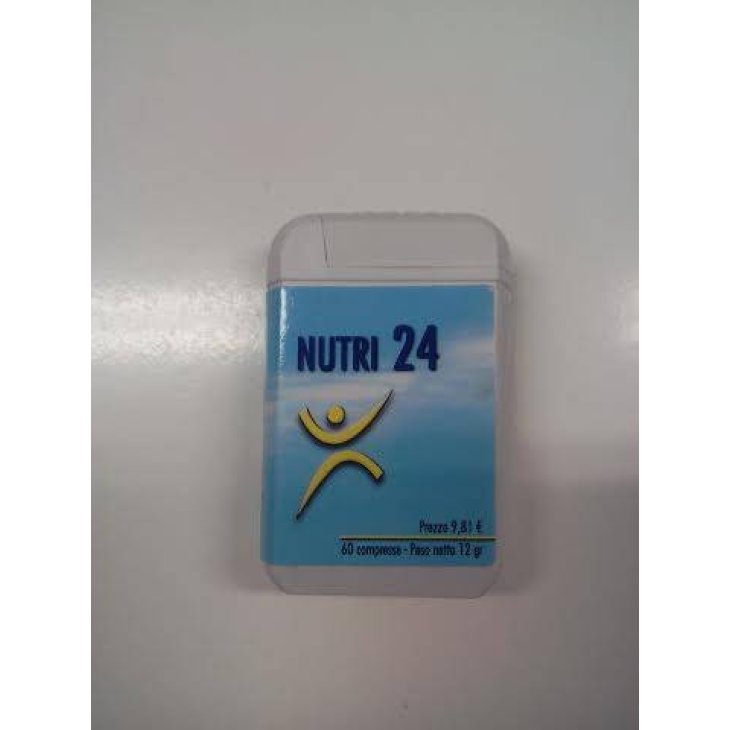 NUTRI 24
Prezzo 9,81 €
60 compresse - Peso netto 12 gr